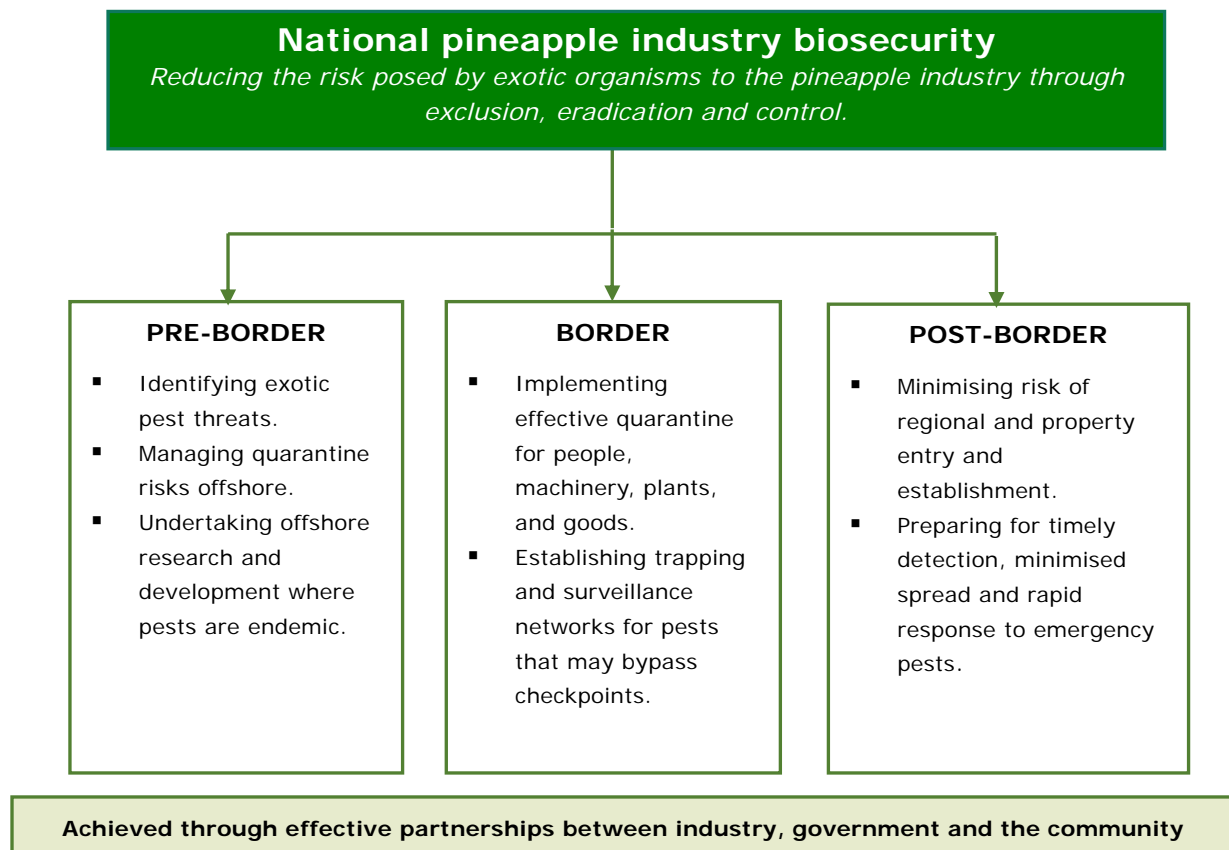 National pineapple industry biosecurity
Reducing the risk posed by exotic organisms to the pineapple industry through
exclusion, eradication and control.
PRE-BORDER
▪ Identifying exotic
pest threats.
▪ Managing quarantine
risks offshore.
▪ Undertaking offshore
research and
development where
pests are endemic.
BORDER
▪ Implementing
effective quarantine
for people,
machinery, plants,
and goods.
▪ Establishing trapping
and surveillance
networks for pests
that may bypass
checkpoints.
POST-BORDER
▪ Minimising risk of
regional and property
entry and
establishment.
▪ Preparing for timely
detection, minimised
spread and rapid
response to emergency
pests.
Achieved through effective partnerships between industry, government and the community